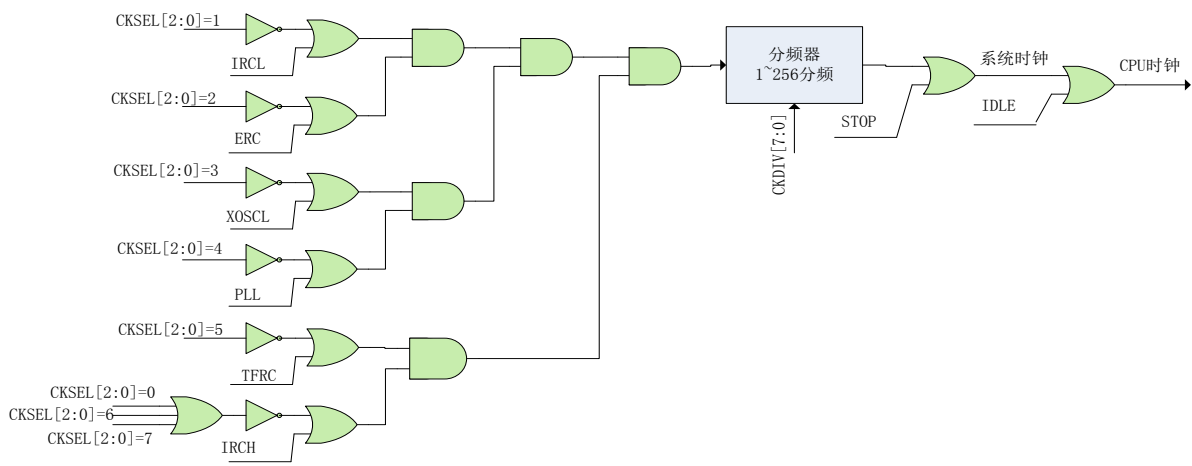 CKSEL[2:0]=1
IRCL
CKSEL[2:0]=2
ERC
CKSEL[2:0]=3
XOSCL
CKSEL[2:0]=4
PLL
CKSEL[2:0]=5
TFRC
CKSEL[2:0]=0
CKSEL[2:0]=6
CKSEL[2:0]=7
IRCH
分频器
1~256分频
CKDIV[7:0]
STOP
系统时钟
IDLE
CPU时钟